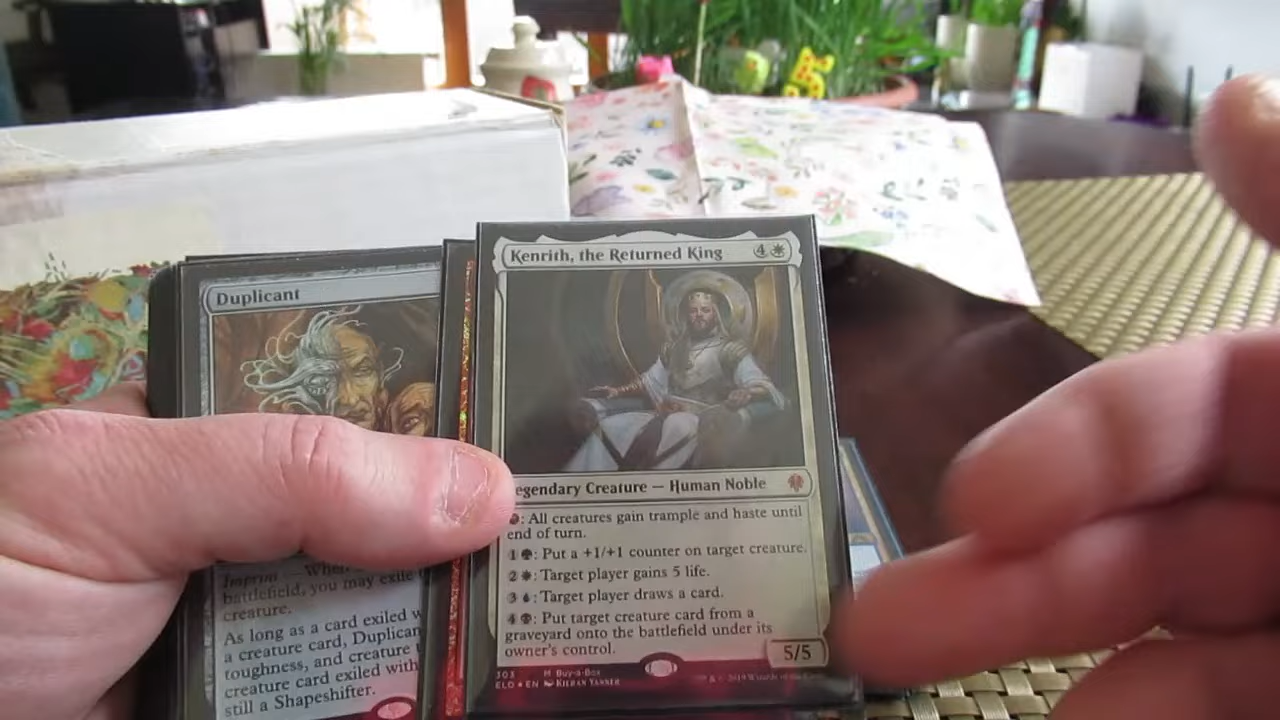 Duplicant
Imprint — When
battlefield, you may exile
creature.
As long as a card exiled w
a creature card, Duplican
toughness, and creature
creature card exiled with
still a Shapeshifter.
Kenrith, the Returned King
4
egendary Creature — Human Noble
: All creatures gain trample and haste until
end of turn.
1 : Put a +1/+1 counter on target creature.
2 : Target player gains 5 life.
3 : Target player draws a card.
4 : Put target creature card from a
graveyard onto the battlefield under its
owner's control.
5/5
303 M Buy-a-Box
ELD ★ EN Kieran Yanner